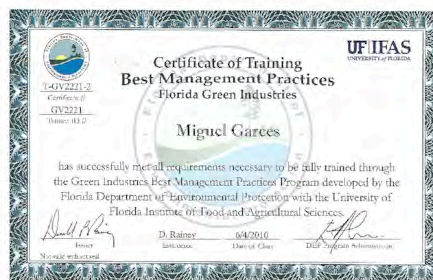 UF|IFAS
UNIVERSITY of FLORIDA
Certificate of Training
Best Management Practices
Florida Green Industries
T-GV2221-2
Certificate #
GV2221
Trainee ID #
Miguel Garces
has successfully met all requirements necessary to be fully trained through
the Green Industries Best Management Practices Program developed by the
Florida Department of Environmental Protection with the University of
Florida Institute of Food and Agricultural Sciences.
D. Rainey 6/4/2010
Issuer Instructor Date of Class DEP Program Administrator
Not valid without seal